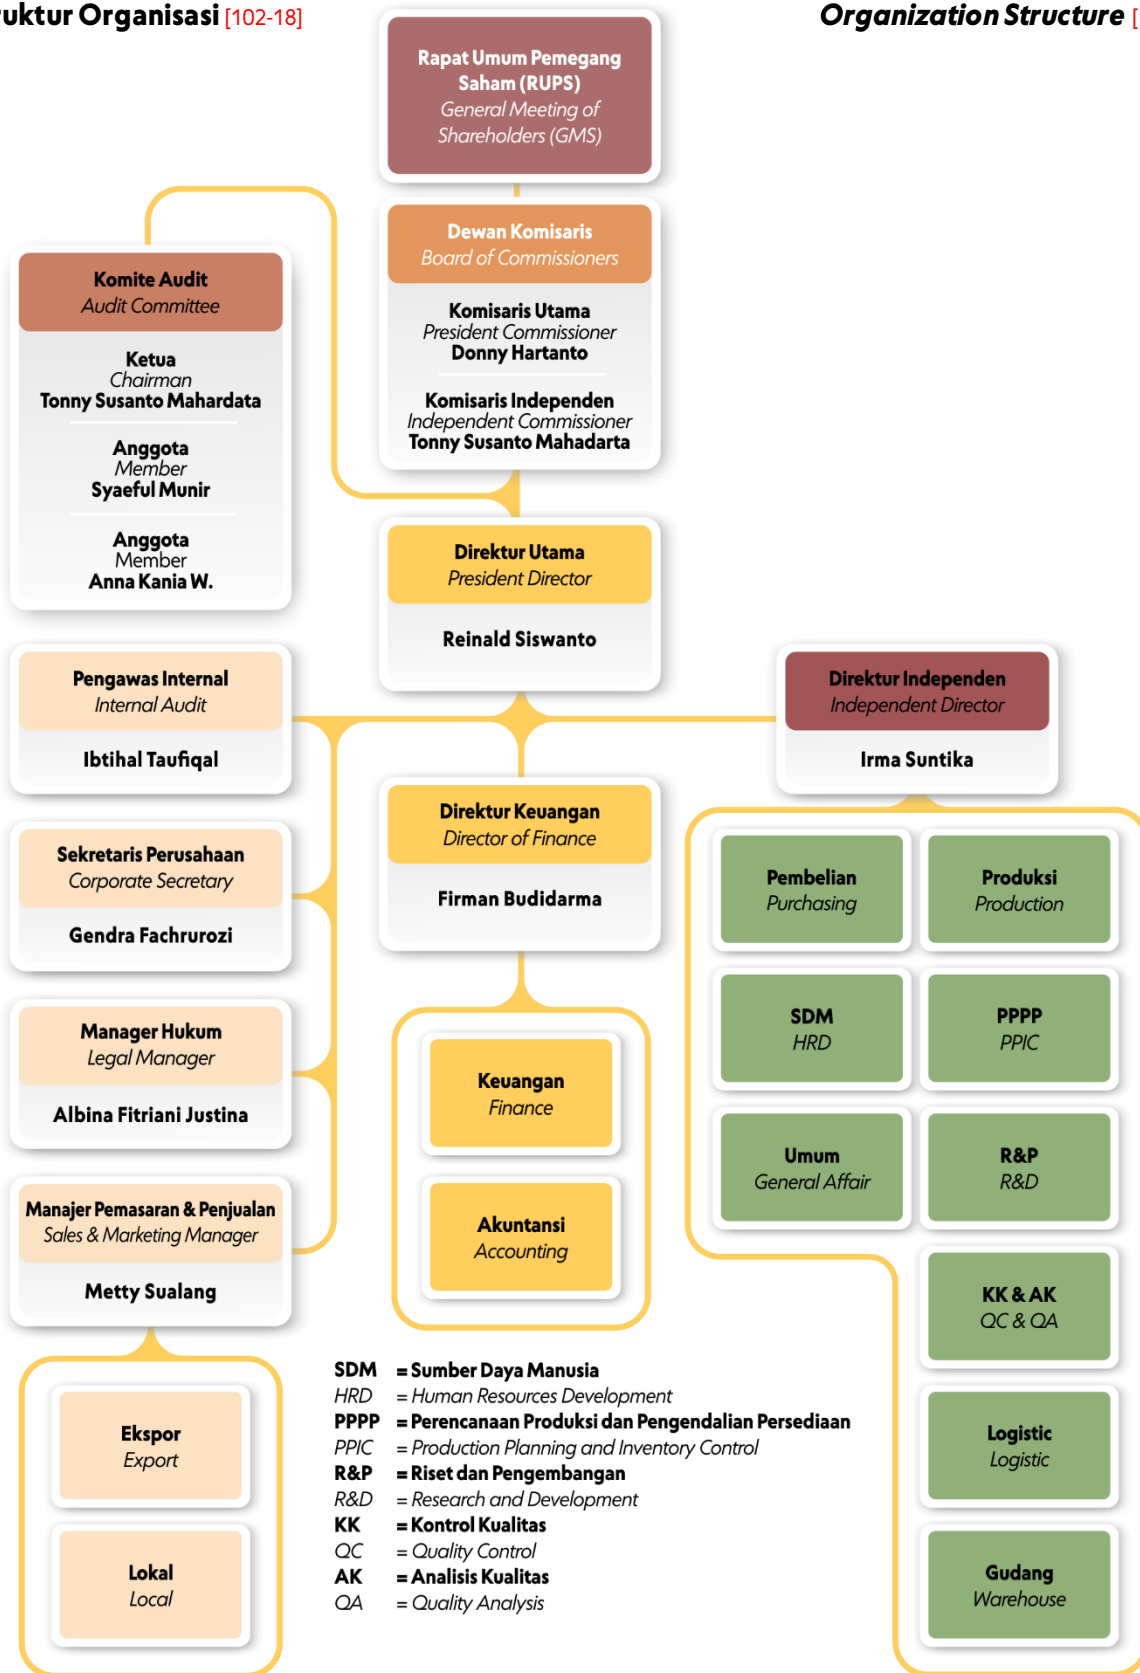 ruktur Organisasi [102-18]
Organization Structure [
Rapat Umum Pemegang
Saham (RUPS)
General Meeting of
Shareholders (GMS)
Dewan Komisaris
Board of Commissioners
Komisaris Utama
President Commissioner
Donny Hartanto
Komisaris Independen
Independent Commissioner
Tonny Susanto Mahadarta
Komite Audit
Audit Committee
Ketua
Chairman
Tonny Susanto Mahardata
Anggota
Member
Syaeful Munir
Anggota
Member
Anna Kania W.
Direktur Utama
President Director
Reinald Siswanto
Pengawas Internal
Internal Audit
Ibtihal Taufiqal
Direktur Independen
Independent Director
Irma Suntika
Direktur Keuangan
Director of Finance
Firman Budidarma
Sekretaris Perusahaan
Corporate Secretary
Gendra Fachrurozi
Manager Hukum
Legal Manager
Albina Fitriani Justina
Manajer Pemasaran & Penjualan
Sales & Marketing Manager
Metty Sualang
Ekspor
Export
Lokal
Local
Keuangan
Finance
Akuntansi
Accounting
Pembelian
Purchasing
Produksi
Production
SDM
HRD
PPPP
PPIC
Umum
General Affair
R&P
R&D
KK & AK
QC & QA
Logistic
Logistic
Gudang
Warehouse
SDM = Sumber Daya Manusia
HRD = Human Resources Development
PPPP = Perencanaan Produksi dan Pengendalian Persediaan
PPIC = Production Planning and Inventory Control
R&P = Riset dan Pengembangan
R&D = Research and Development
KK = Kontrol Kualitas
QC = Quality Control
AK = Analisis Kualitas
QA = Quality Analysis